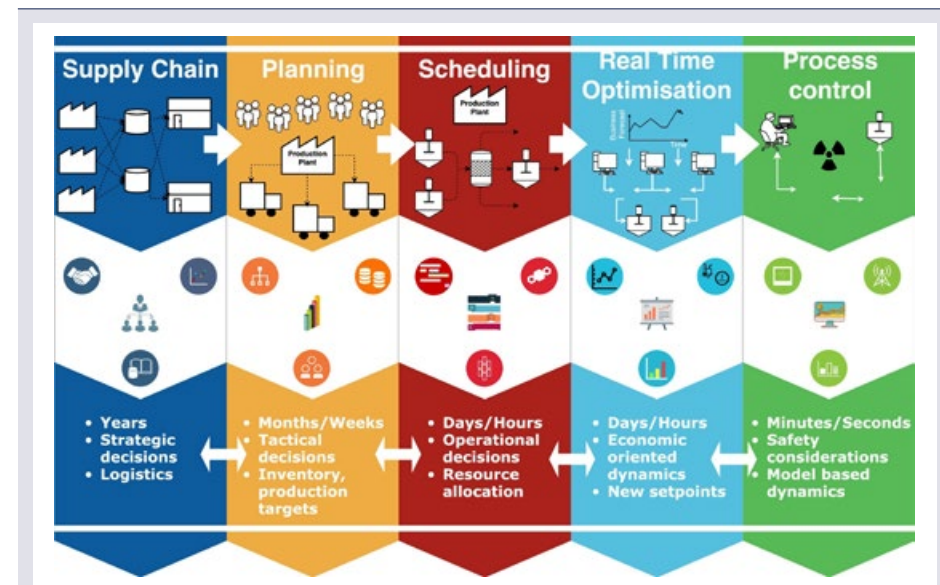 Supply Chain
Planning
Scheduling
Real Time
Optimisation
Process
control
Production
Plant
Production
Plant
Business
Forecast
Time
• Years
• Strategic
decisions
• Logistics
• Months/Weeks
• Tactical
decisions
• Inventory,
production
targets
• Days/Hours
• Operational
decisions
• Resource
allocation
• Days/Hours
• Economic
oriented
dynamics
• New setpoints
• Minutes/Seconds
• Safety
considerations
• Model based
dynamics